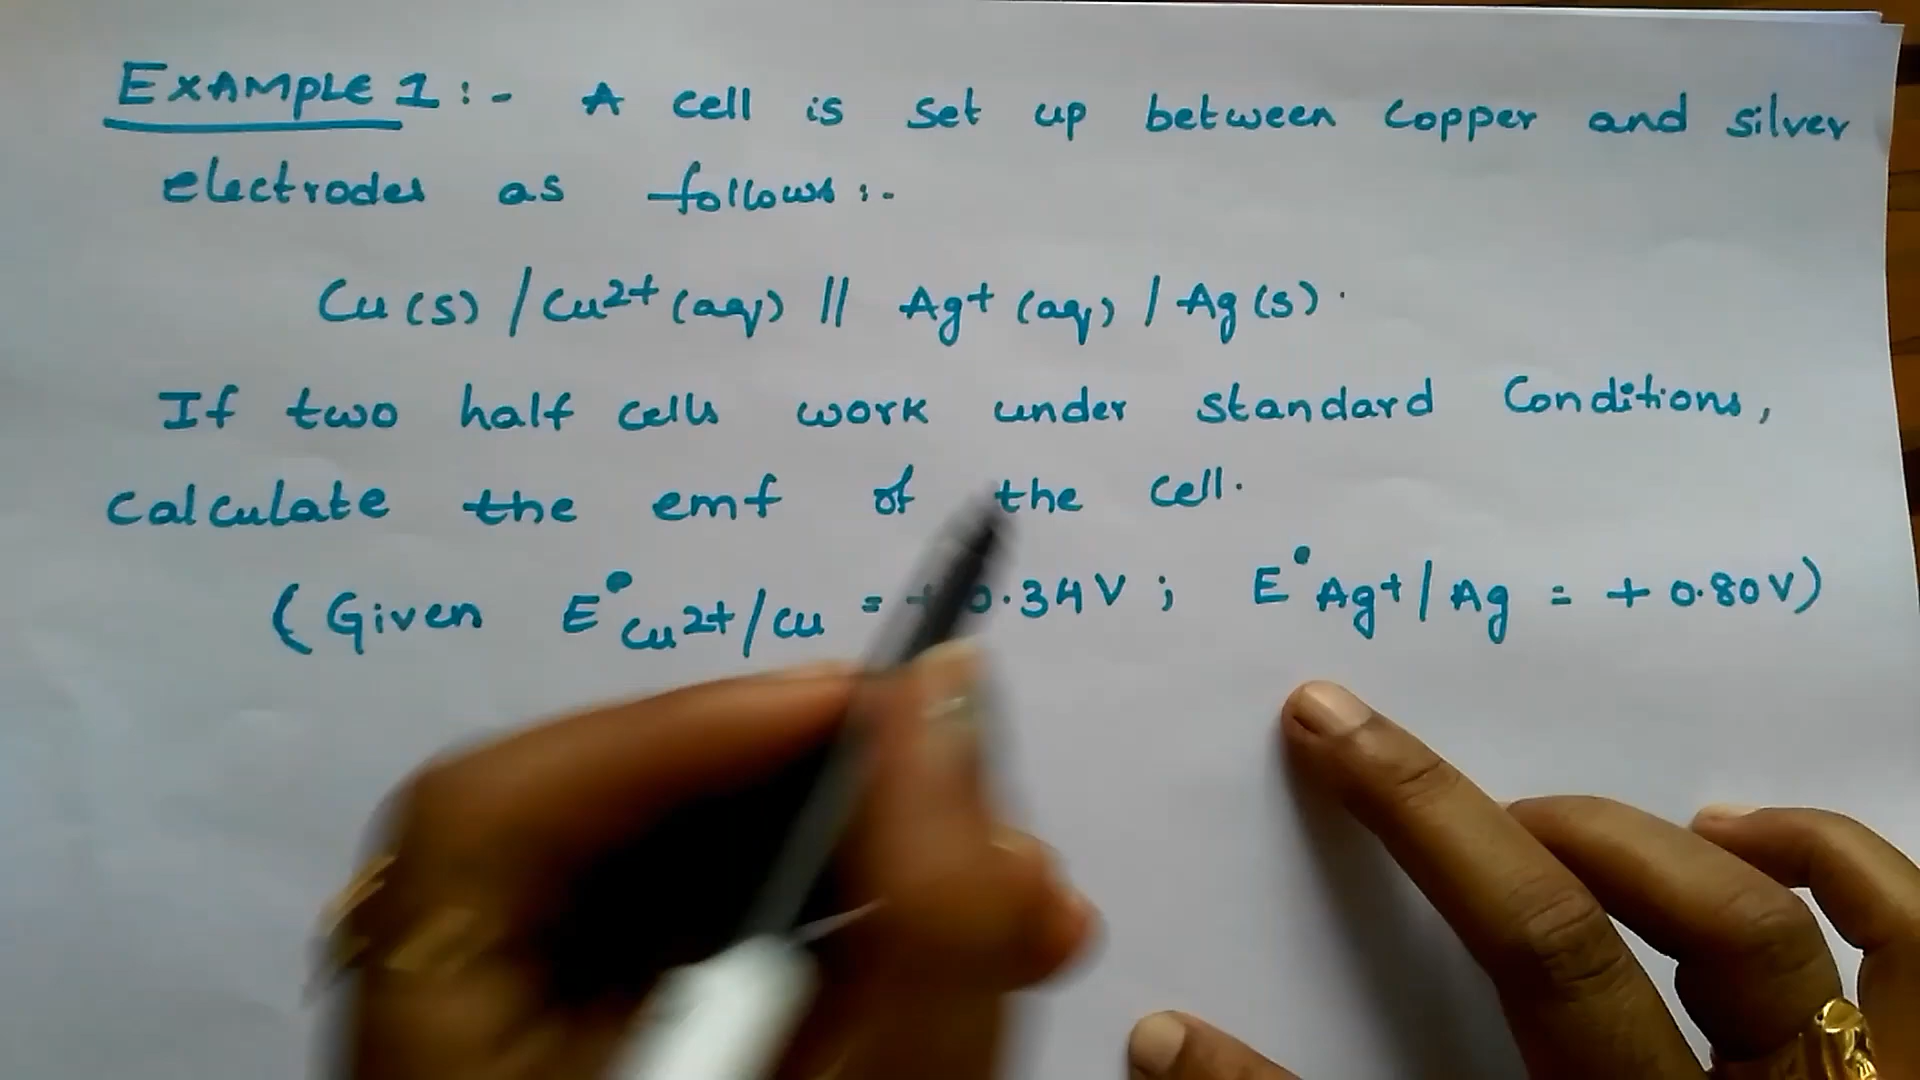 EXAMPLE 1 :- A cell is set up between copper and silver
electrodes as follows :-
Cu (s) / Cu2+ (aq) // Ag+ (aq) / Ag (s) .
If two half cells work under standard Conditions,
calculate the emf of the cell.
(Given E° Cu2+/Cu = + 0.34V ; E° Ag+/Ag = + 0.80V)